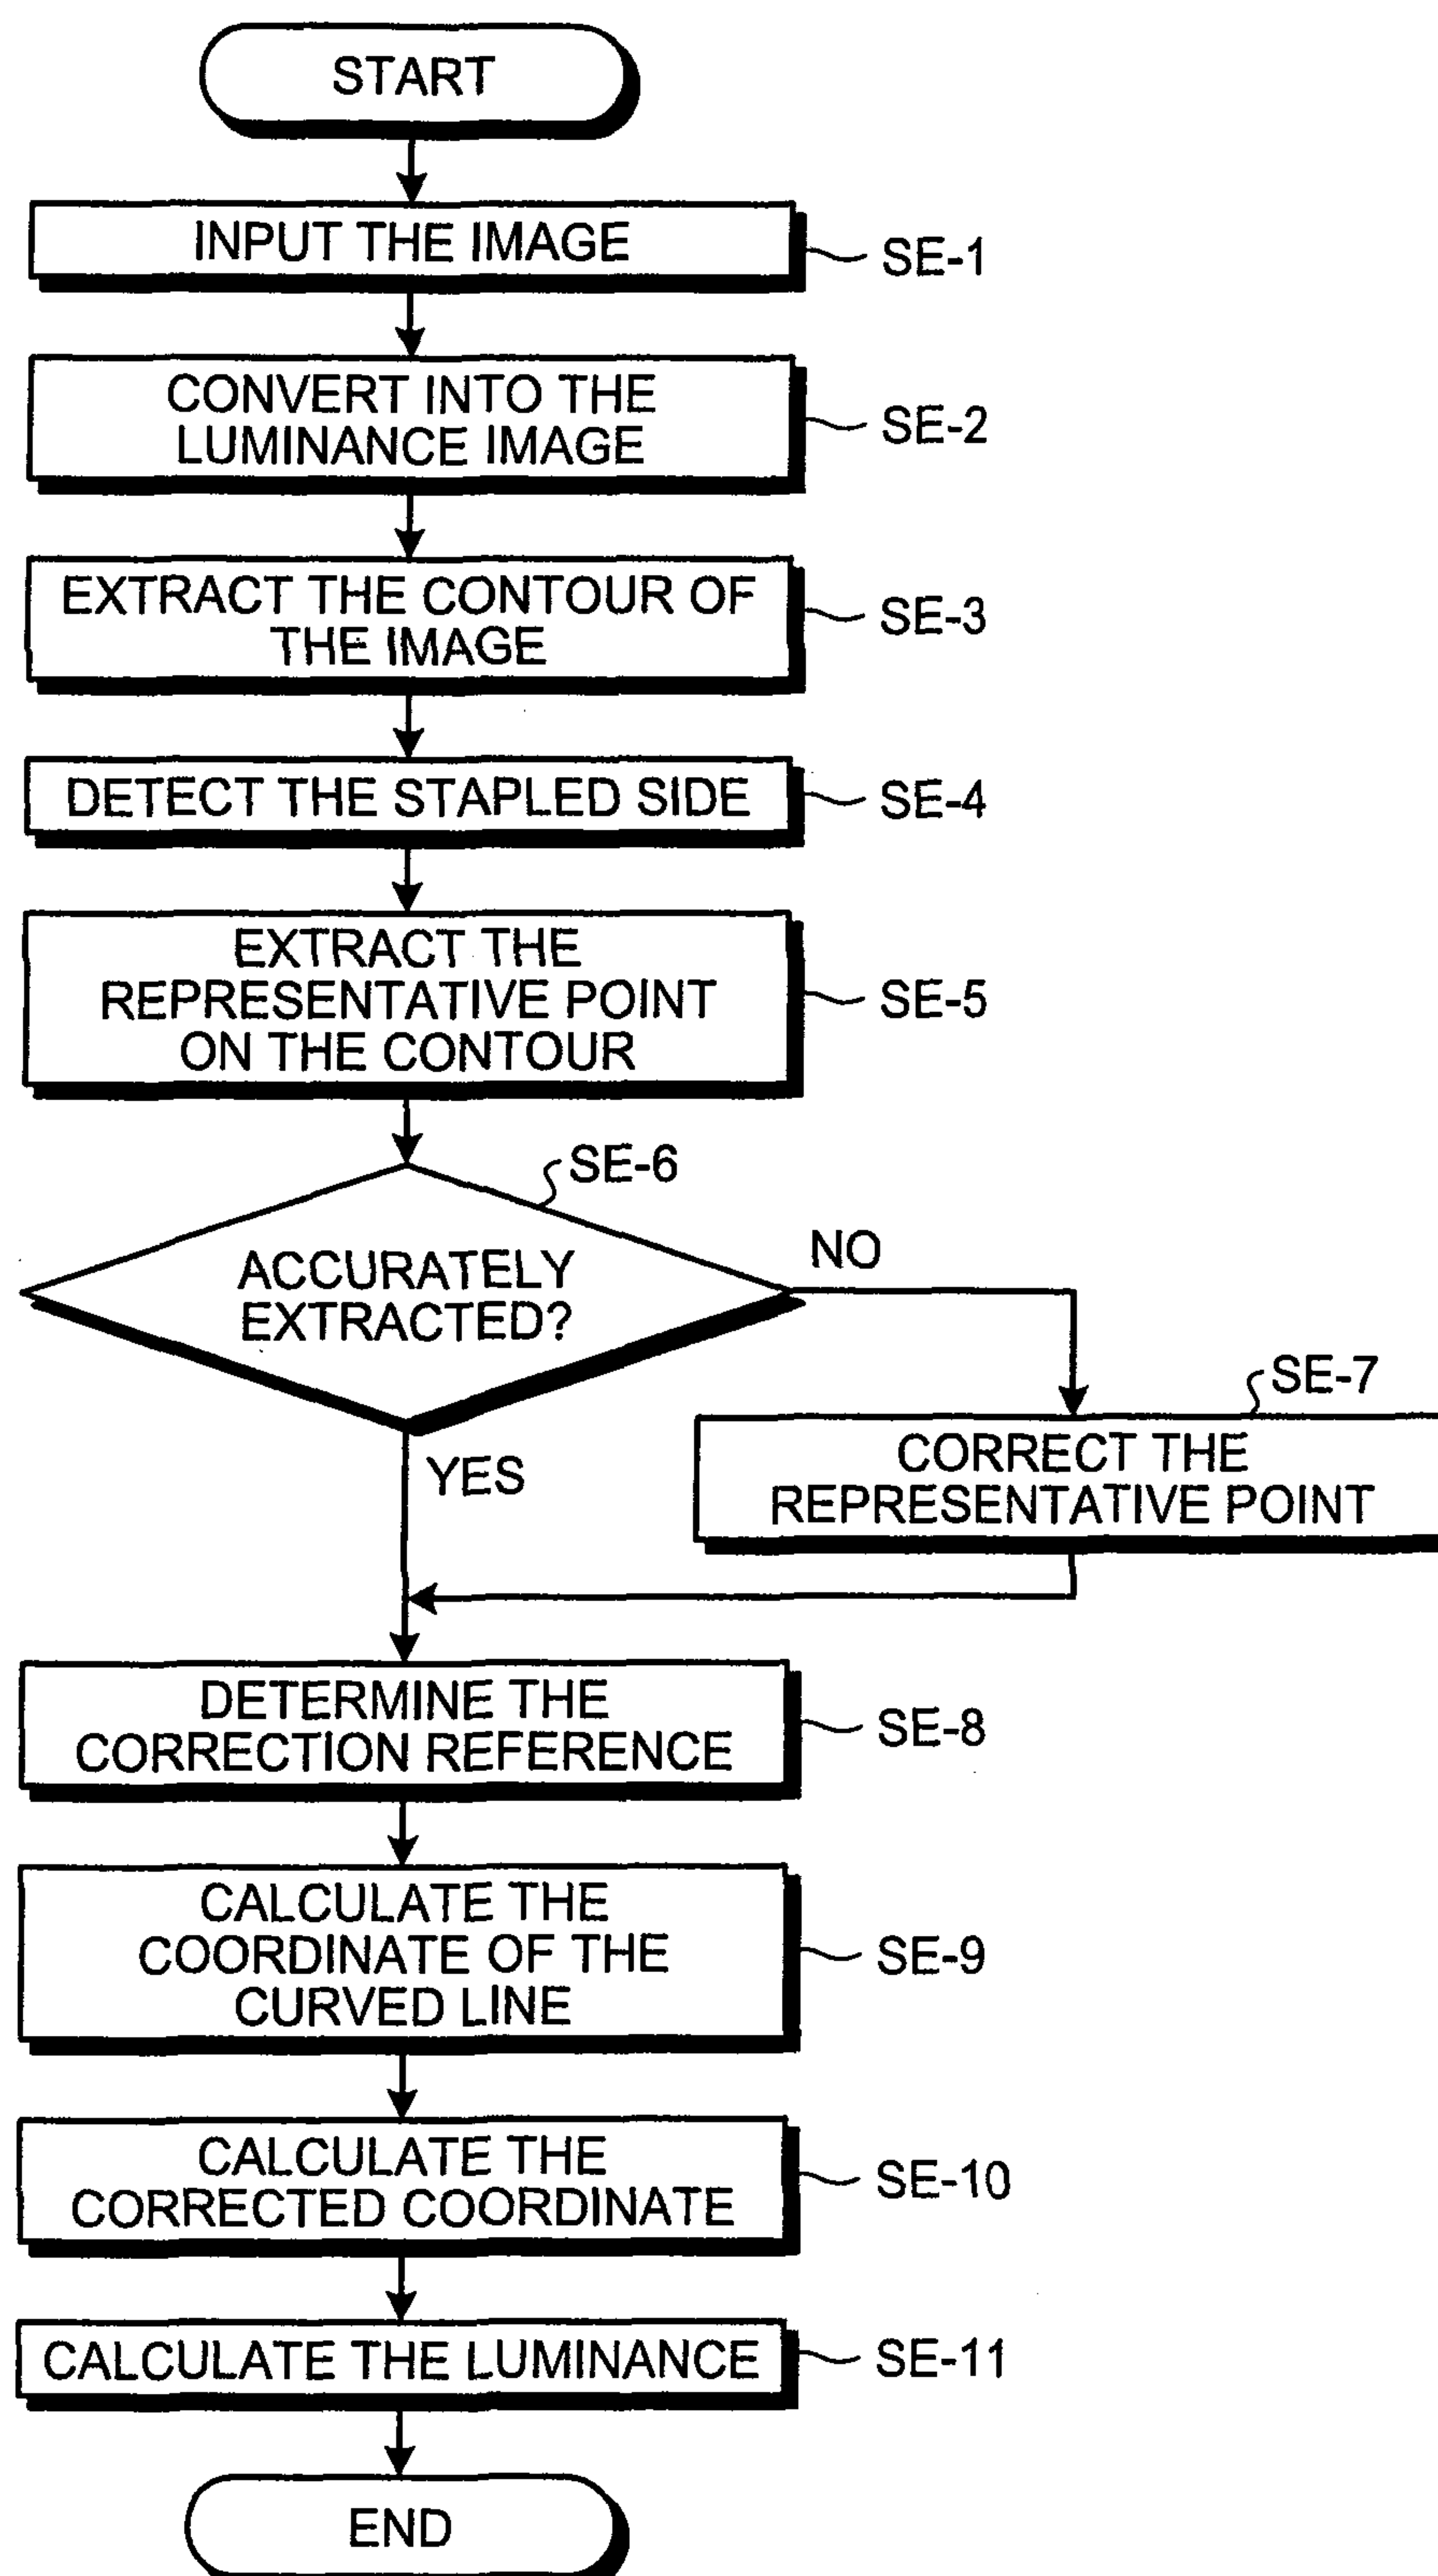 START
INPUT THE IMAGE
SE-1
CONVERT INTO THE
LUMINANCE IMAGE
SE-2
EXTRACT THE CONTOUR OF
THE IMAGE
SE-3
DETECT THE STAPLED SIDE
SE-4
EXTRACT THE
REPRESENTATIVE POINT
ON THE CONTOUR
SE-5
SE-6
ACCURATELY
EXTRACTED?
NO
YES
SE-7
CORRECT THE
REPRESENTATIVE POINT
DETERMINE THE
CORRECTION REFERENCE
SE-8
CALCULATE THE
COORDINATE OF THE
CURVED LINE
SE-9
CALCULATE THE
CORRECTED COORDINATE
SE-10
CALCULATE THE LUMINANCE
SE-11
END